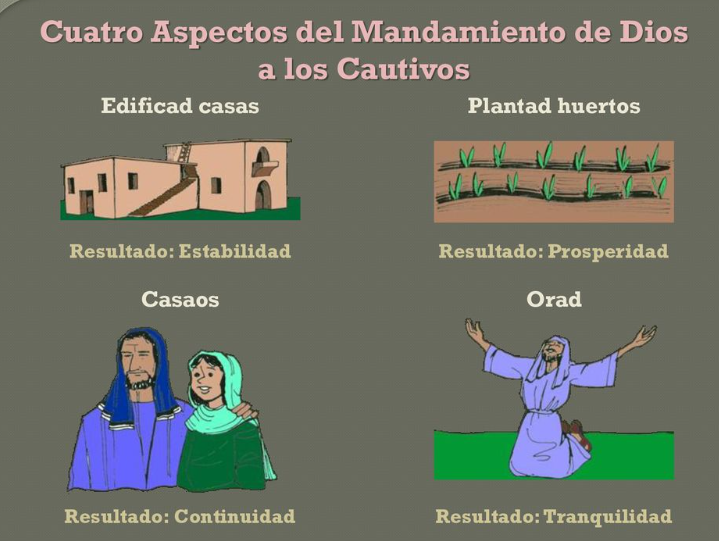 Cuatro Aspectos del Mandamiento de Dios
a los Cautivos
Edificad casas
Plantad huertos
Resultado: Estabilidad
Resultado: Prosperidad
Casaos
Orad
Resultado: Continuidad
Resultado: Tranquilidad